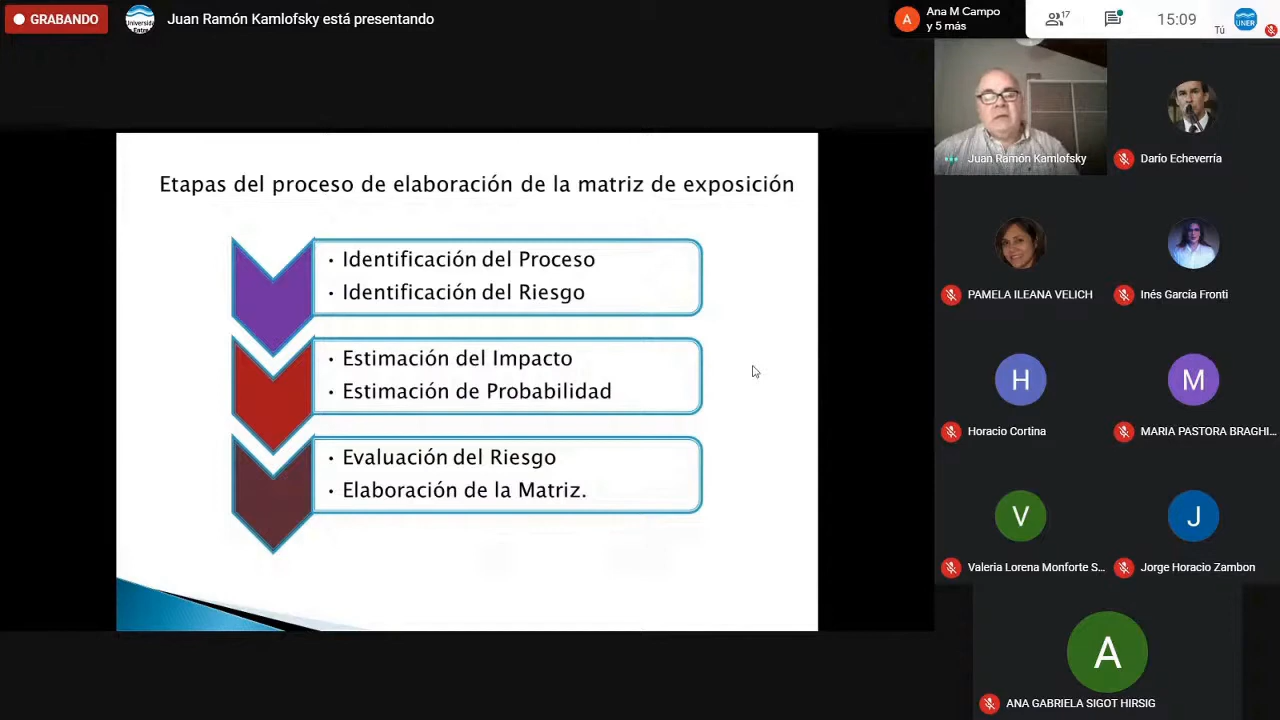 GRABANDO
Juan Ramón Kamlofsky está presentando
Ana M Campo
y 5 más
A
17
15:09
Tú
UNER
Etapas del proceso de elaboración de la matriz de exposición
• Identificación del Proceso
• Identificación del Riesgo
• Estimación del Impacto
• Estimación de Probabilidad
• Evaluación del Riesgo
• Elaboración de la Matriz.
Juan Ramón Kamlofsky
Darío Echeverría
PAMELA ILEANA VELICH
Inés García Fronti
H
Horacio Cortina
M
MARIA PASTORA BRAGHI...
V
Valeria Lorena Monforte S...
J
Jorge Horacio Zambon
A
ANA GABRIELA SIGOT HIRSIG